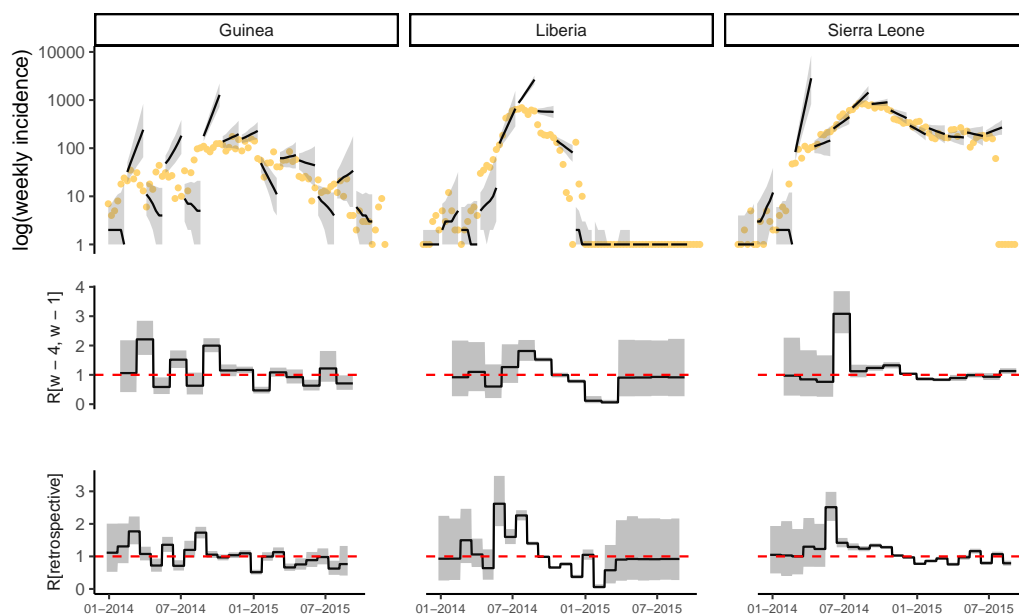 Guinea Liberia Sierra Leone
log(weekly incidence)
10000
1000
100
10
1
R[w − 4, w − 1]
4
3
2
1
0
R[retrospective]
3
2
1
0
01−2014 07−2014 01−2015 07−2015 01−2014 07−2014 01−2015 07−2015 01−2014 07−2014 01−2015 07−2015